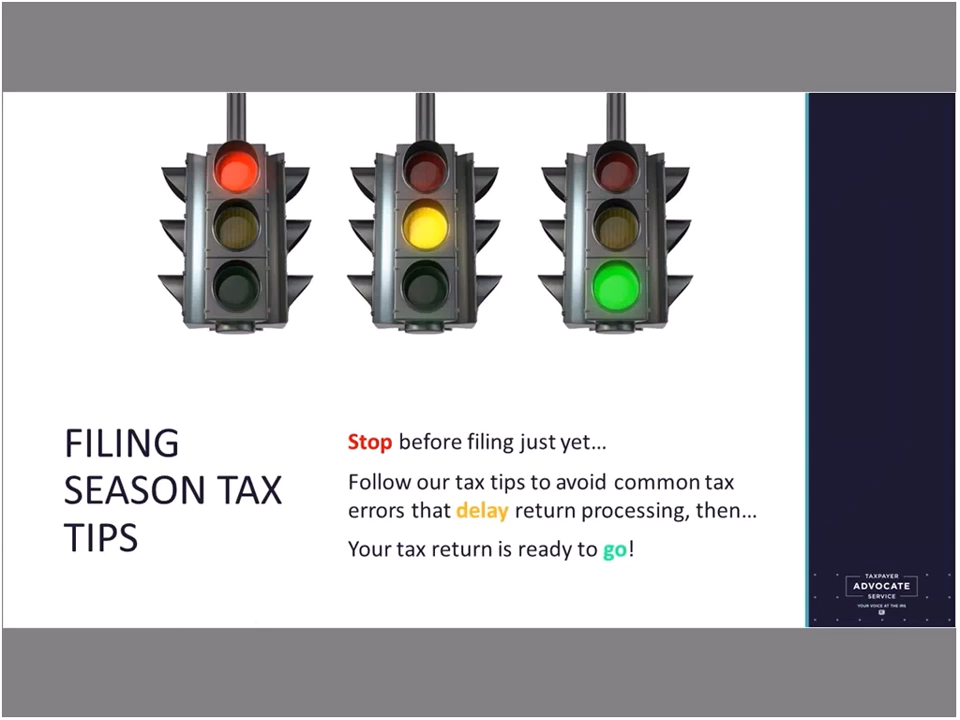 FILING
SEASON TAX
TIPS
Stop before filing just yet…
Follow our tax tips to avoid common tax
errors that delay return processing, then…
Your tax return is ready to go!
TAXPAYER
ADVOCATE
SERVICE
YOUR VOICE AT THE IRS